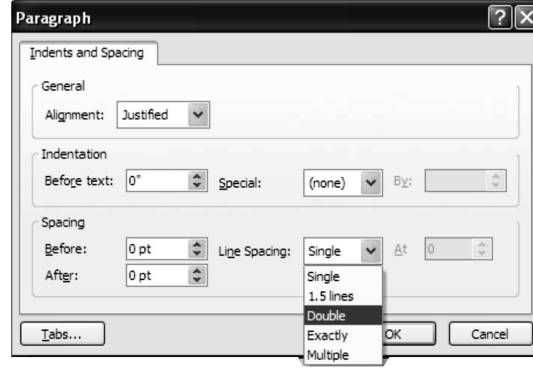 Paragraph
Indents and Spacing
General
Alignment: Justified
Indentation
Before text: 0" Special: (none) By:
Spacing
Before: 0 pt Line Spacing: Single At 0
After: 0 pt
Single
1.5 lines
Double
Exactly
Multiple
Tabs... OK Cancel